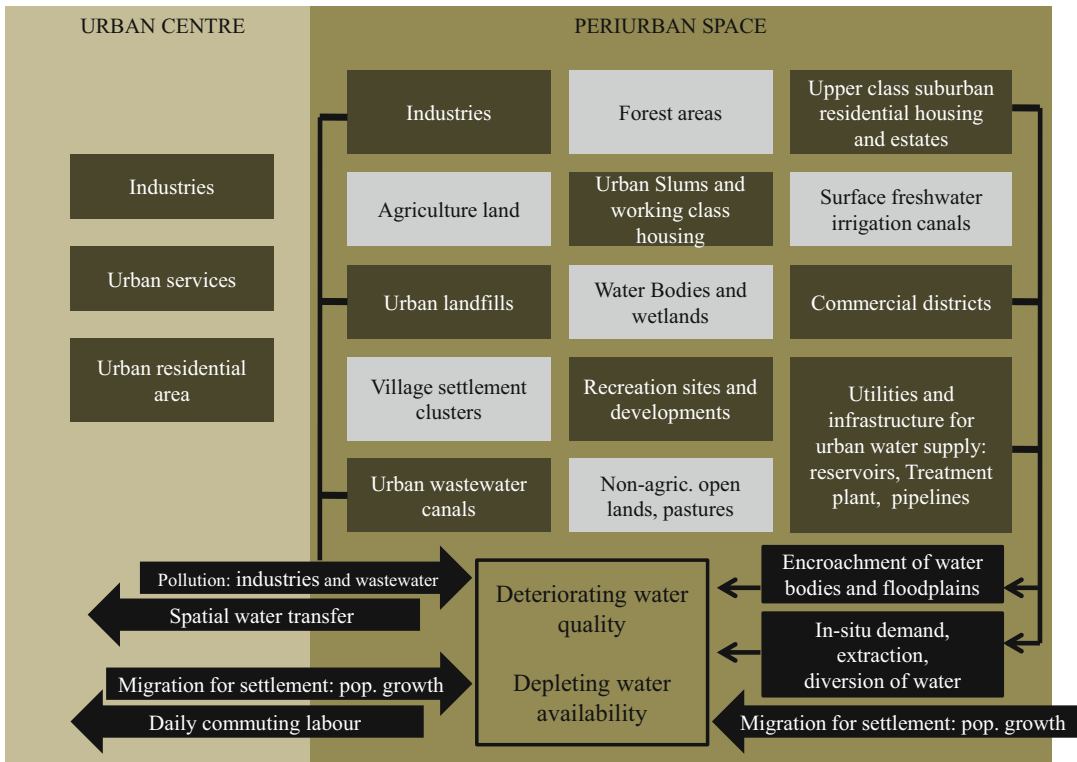 URBAN CENTRE
PERIURBAN SPACE
Industries
Urban services
Urban residential
area
Industries
Forest areas
Upper class suburban
residential housing
and estates
Agriculture land
Urban Slums and
working class
housing
Surface freshwater
irrigation canals
Urban landfills
Water Bodies and
wetlands
Commercial districts
Village settlement
clusters
Recreation sites and
developments
Utilities and
infrastructure for
urban water supply:
reservoirs, Treatment
plant, pipelines
Urban wastewater
canals
Non-agric. open
lands, pastures
Pollution: industries and wastewater
Spatial water transfer
Migration for settlement: pop. growth
Daily commuting labour
Deteriorating water
quality
Depleting water
availability
Encroachment of water
bodies and floodplains
In-situ demand,
extraction,
diversion of water
Migration for settlement: pop. growth